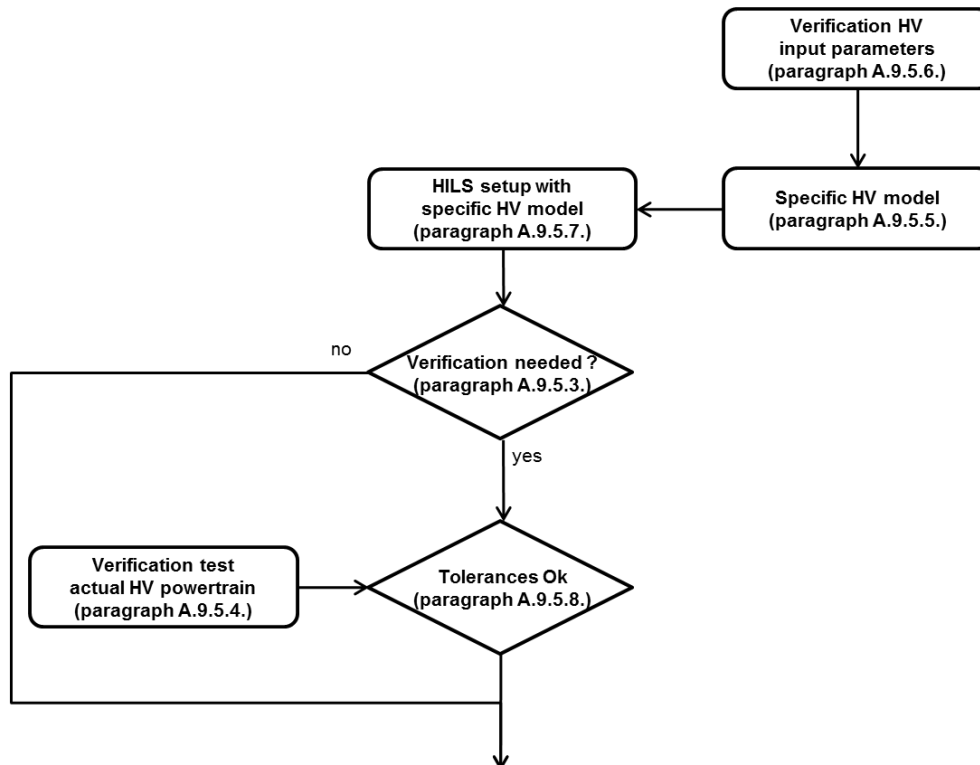 Verification HV
input parameters
(paragraph A.9.5.6.)
HILS setup with
specific HV model
(paragraph A.9.5.7.)
Specific HV model
(paragraph A.9.5.5.)
no
Verification needed ?
(paragraph A.9.5.3.)
yes
Verification test
actual HV powertrain
(paragraph A.9.5.4.)
Tolerances Ok
(paragraph A.9.5.8.)